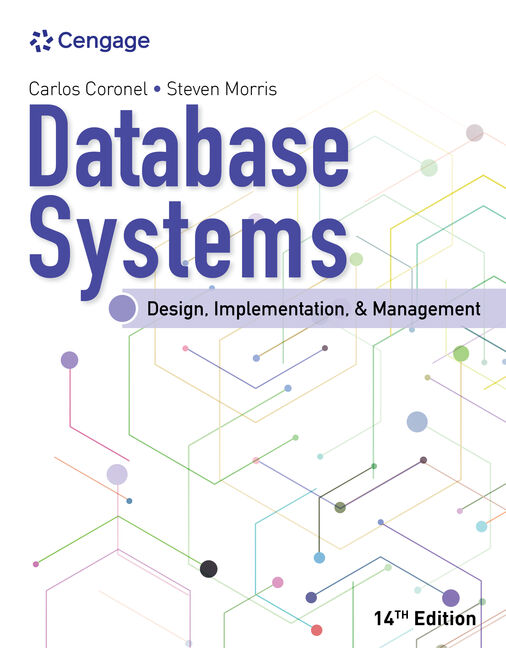 Cengage
Carlos Coronel • Steven Morris
Database
Systems
Design, Implementation, & Management
14TH Edition